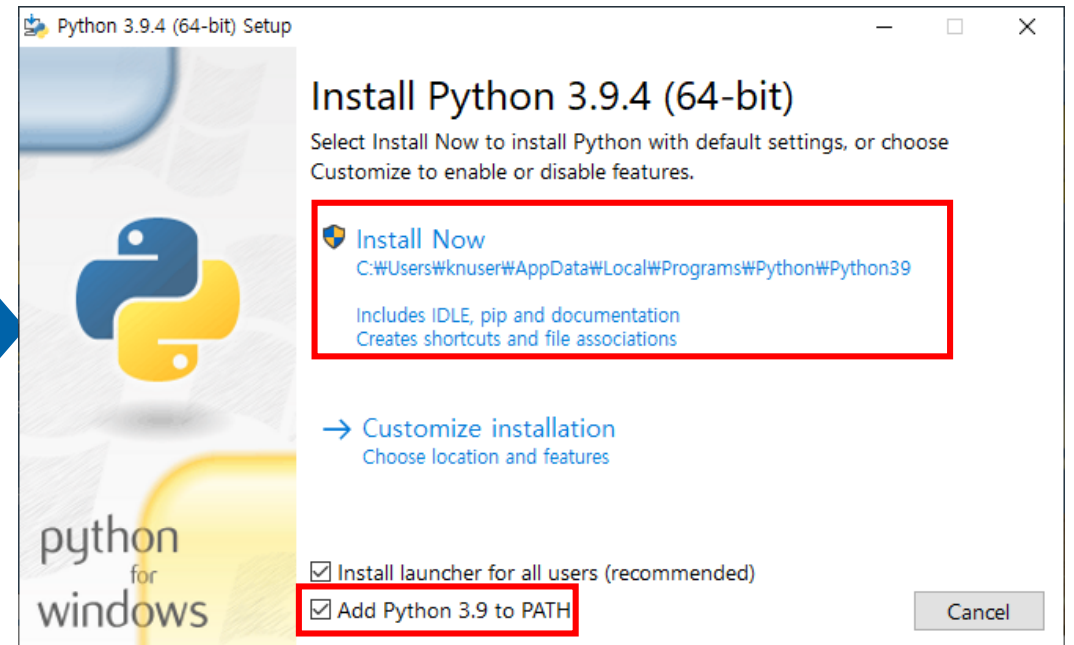 Python 3.9.4 (64-bit) Setup
Install Python 3.9.4 (64-bit)
Select Install Now to install Python with default settings, or choose
Customize to enable or disable features.
Install Now
C:₩Users₩knuser₩AppData₩Local₩Programs₩Python₩Python39
Includes IDLE, pip and documentation
Creates shortcuts and file associations
→ Customize installation
Choose location and features
python
for
windows
Install launcher for all users (recommended)
Add Python 3.9 to PATH
Cancel